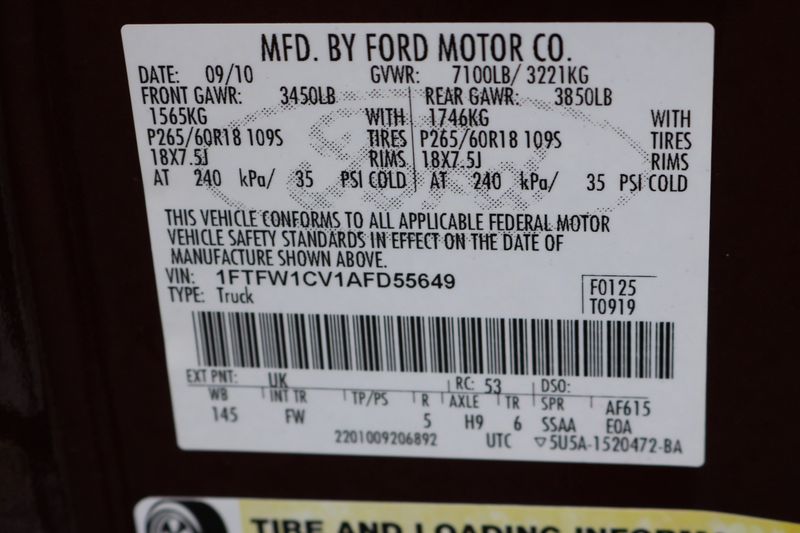 MFD. BY FORD MOTOR CO.
DATE: 09/10 GVWR: 7100LB/ 3221KG
FRONT GAWR: 3450LB REAR GAWR: 3850LB
1565KG WITH 1746KG WITH
P265/60R18 109S TIRES P265/60R18 109S TIRES
18X7.5J RIMS 18X7.5J RIMS
AT 240 kPa/ 35 PSI COLD AT 240 kPa/ 35 PSI COLD
Ford
THIS VEHICLE CONFORMS TO ALL APPLICABLE FEDERAL MOTOR
VEHICLE SAFETY STANDARDS IN EFFECT ON THE DATE OF
MANUFACTURE SHOWN ABOVE.
VIN: 1FTFW1CV1AFD55649 F0125
TYPE: Truck T0919
EXT PNT: UK RC: 53 DSO:
WB INT TR TP/PS R AXLE TR SPR AF615
145 FW 5 H9 6 SSAA E0A
2201009206892 UTC ▽5U5A-1520472-BA
TIRE AND LOADING INFORM